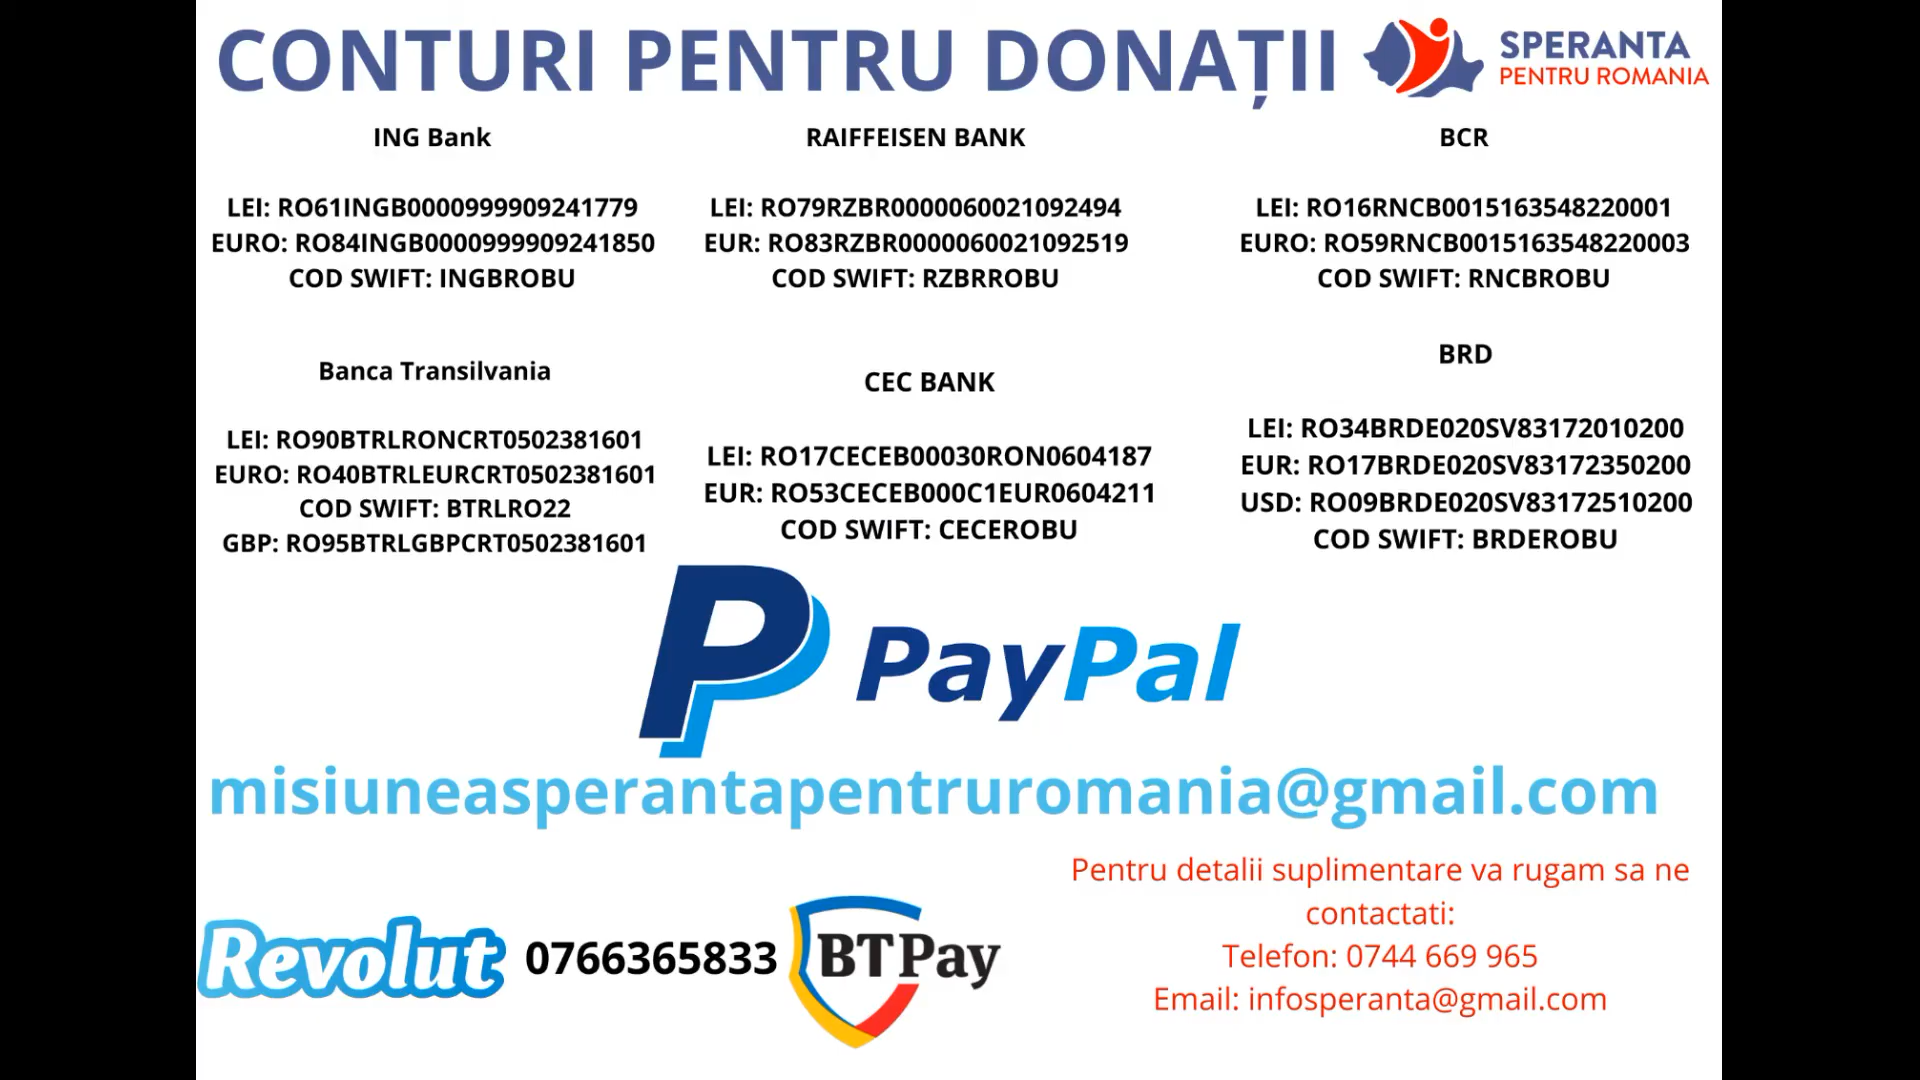 CONTURI PENTRU DONAȚII
SPERANTA
PENTRU ROMANIA
ING Bank
LEI: RO61INGB0000999909241779
EURO: RO84INGB0000999909241850
COD SWIFT: INGBROBU
RAIFFEISEN BANK
LEI: RO79RZBR0000060021092494
EUR: RO83RZBR0000060021092519
COD SWIFT: RZBRROBU
BCR
LEI: RO16RNCB0015163548220001
EURO: RO59RNCB0015163548220003
COD SWIFT: RNCBROBU
Banca Transilvania
LEI: RO90BTRLRONCRT0502381601
EURO: RO40BTRLEURCRT0502381601
COD SWIFT: BTRLRO22
GBP: RO95BTRLGBPCRT0502381601
CEC BANK
LEI: RO17CECEB00030RON0604187
EUR: RO53CECEB000C1EUR0604211
COD SWIFT: CECEROBU
BRD
LEI: RO34BRDE020SV83172010200
EUR: RO17BRDE020SV83172350200
USD: RO09BRDE020SV83172510200
COD SWIFT: BRDEROBU
PayPal
misiuneasperantapentruromania@gmail.com
Revolut 0766365833 BT Pay
Pentru detalii suplimentare va rugam sa ne
contactati:
Telefon: 0744 669 965
Email: infosperanta@gmail.com